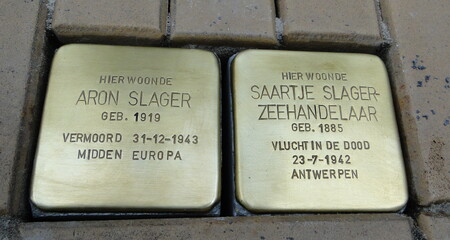 HIER WOONDE
ARON SLAGER
GEB. 1919
VERMOORD 31-12-1943
MIDDEN EUROPA
HIER WOONDE
SAARTJE SLAGER-
ZEEHANDELAAR
GEB. 1885
VLUCHT IN DE DOOD
23-7-1942
ANTWERPEN